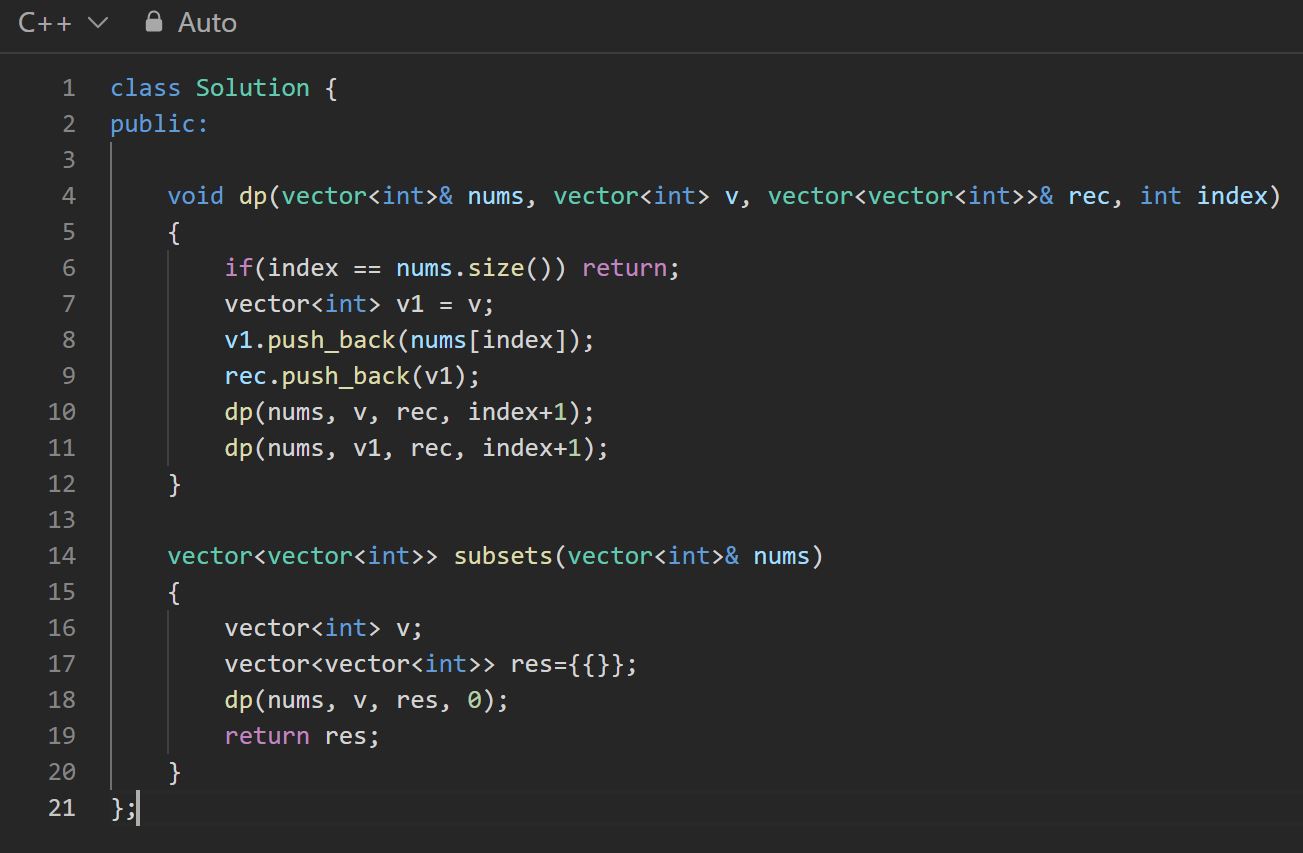 C++ Auto
1 class Solution {
2 public:
3
4     void dp(vector<int>& nums, vector<int> v, vector<vector<int>>& rec, int index)
5     {
6         if(index == nums.size()) return;
7         vector<int> v1 = v;
8         v1.push_back(nums[index]);
9         rec.push_back(v1);
10         dp(nums, v, rec, index+1);
11         dp(nums, v1, rec, index+1);
12     }
13
14     vector<vector<int>> subsets(vector<int>& nums)
15     {
16         vector<int> v;
17         vector<vector<int>> res={{}};
18         dp(nums, v, res, 0);
19         return res;
20     }
21 };